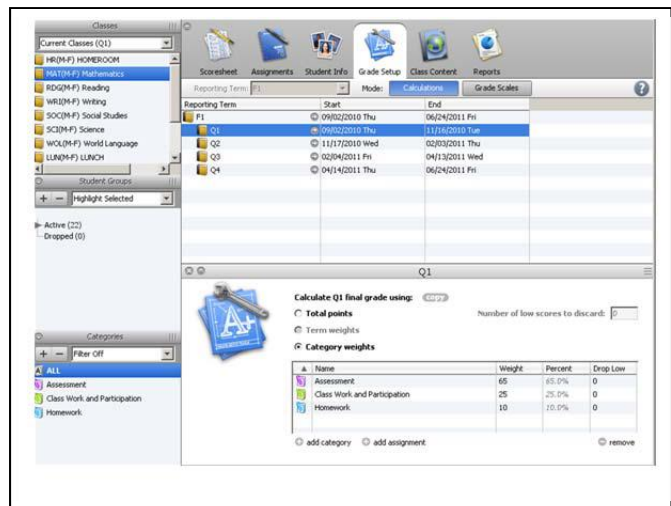 Classes
Current Classes (Q1)
HR(M-F) HOMEROOM
MAT(M-F) Mathematics
RDG(M-F) Reading
WRI(M-F) Writing
SOC(M-F) Social Studies
SCI(M-F) Science
WOL(M-F) World Language
LUN(M-F) LUNCH
Student Groups
Highlight Selected
Active (22)
Dropped (0)
Categories
Filter Off
ALL
Assessment
Class Work and Participation
Homework
Scoresheet Assignments Student Info Grade Setup Class Content Reports
Reporting Term: F1 Mode: Calculations Grade Scales ?
Reporting Term Start End
F1 09/02/2010 Thu 06/24/2011 Fri
Q1 09/02/2010 Thu 11/16/2010 Tue
Q2 11/17/2010 Wed 02/03/2011 Thu
Q3 02/04/2011 Fri 04/13/2011 Wed
Q4 04/14/2011 Thu 06/24/2011 Fri
Q1
Calculate Q1 final grade using: copy
Total points Number of low scores to discard: 0
Term weights
Category weights
Name Weight Percent Drop Low
Assessment 65 65.0% 0
Class Work and Participation 25 25.0% 0
Homework 10 10.0% 0
add category add assignment remove
A+